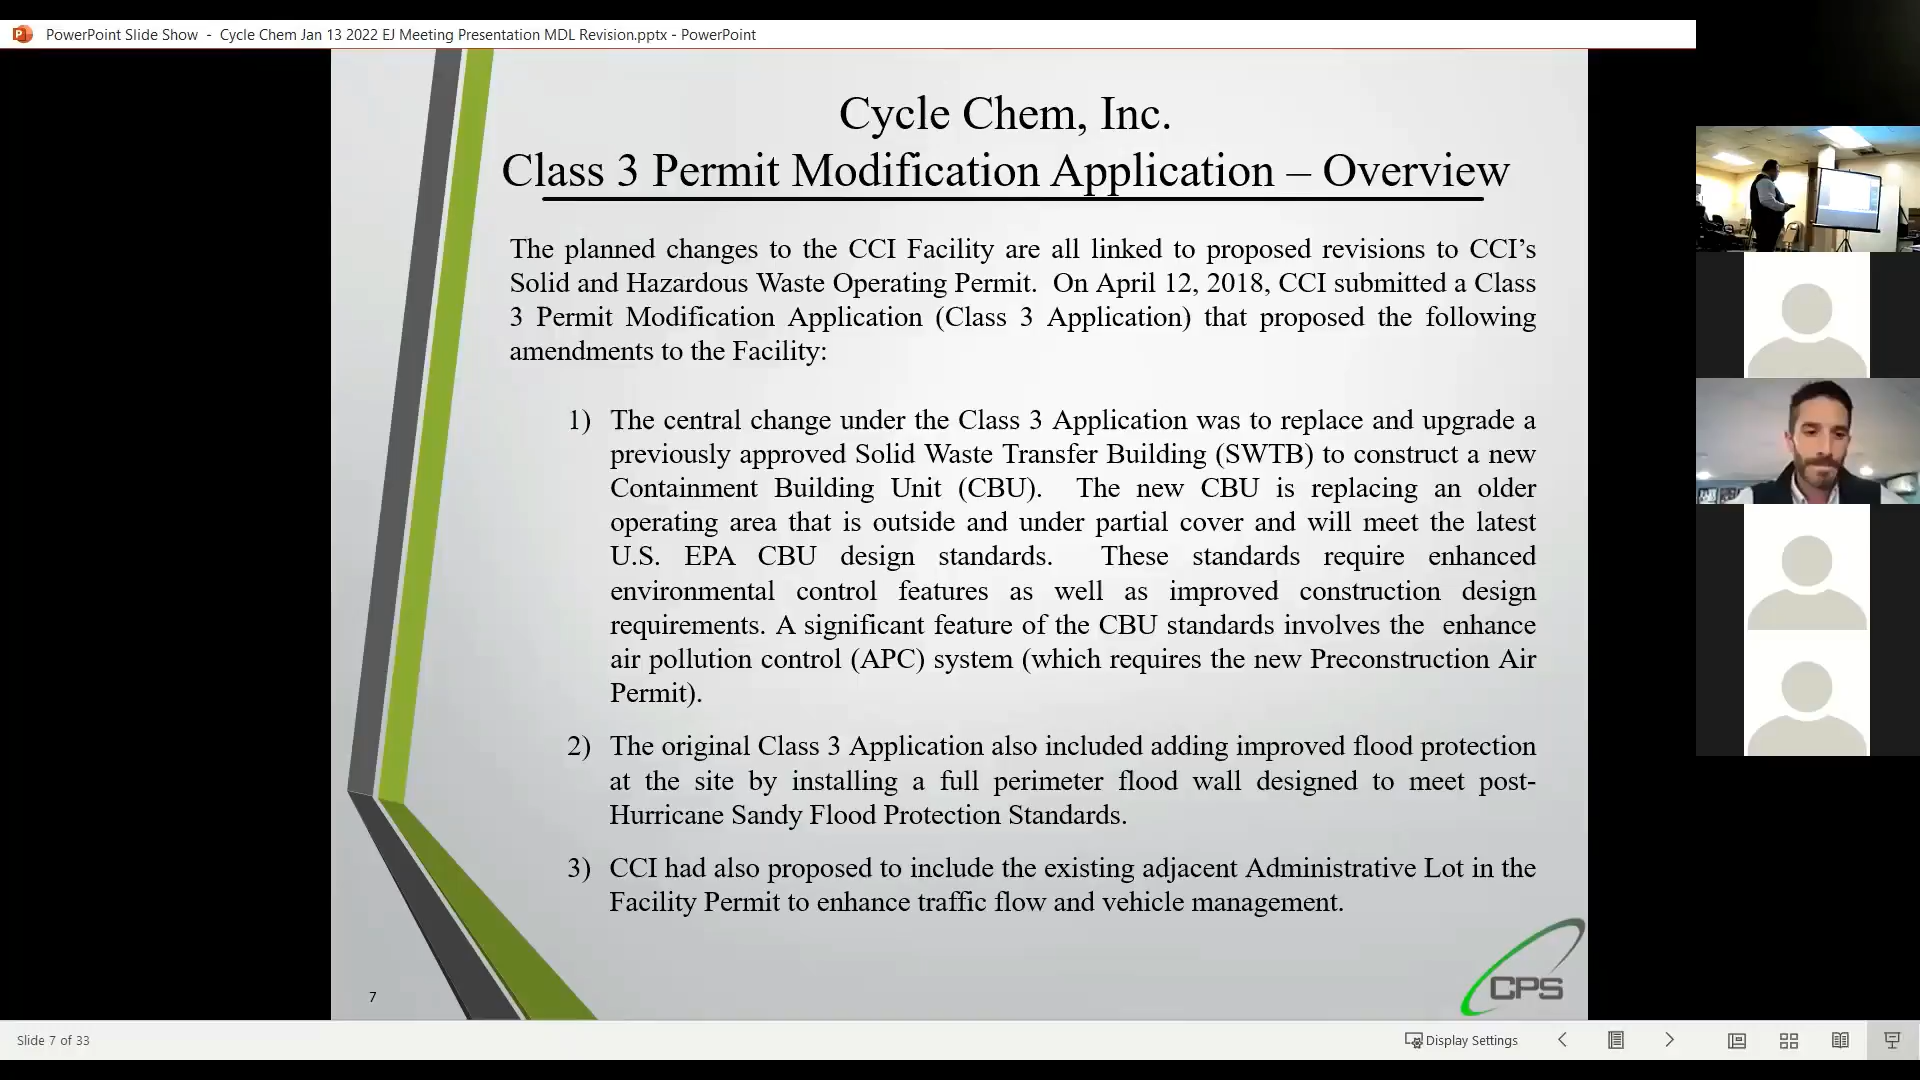 PowerPoint Slide Show - Cycle Chem Jan 13 2022 EJ Meeting Presentation MDL Revision.pptx - PowerPoint
Cycle Chem, Inc.
Class 3 Permit Modification Application – Overview
The planned changes to the CCI Facility are all linked to proposed revisions to CCI’s
Solid and Hazardous Waste Operating Permit. On April 12, 2018, CCI submitted a Class
3 Permit Modification Application (Class 3 Application) that proposed the following
amendments to the Facility:
1) The central change under the Class 3 Application was to replace and upgrade a
previously approved Solid Waste Transfer Building (SWTB) to construct a new
Containment Building Unit (CBU). The new CBU is replacing an older
operating area that is outside and under partial cover and will meet the latest
U.S. EPA CBU design standards. These standards require enhanced
environmental control features as well as improved construction design
requirements. A significant feature of the CBU standards involves the enhance
air pollution control (APC) system (which requires the new Preconstruction Air
Permit).
2) The original Class 3 Application also included adding improved flood protection
at the site by installing a full perimeter flood wall designed to meet post-
Hurricane Sandy Flood Protection Standards.
3) CCI had also proposed to include the existing adjacent Administrative Lot in the
Facility Permit to enhance traffic flow and vehicle management.
CPS
7
Slide 7 of 33
Display Settings